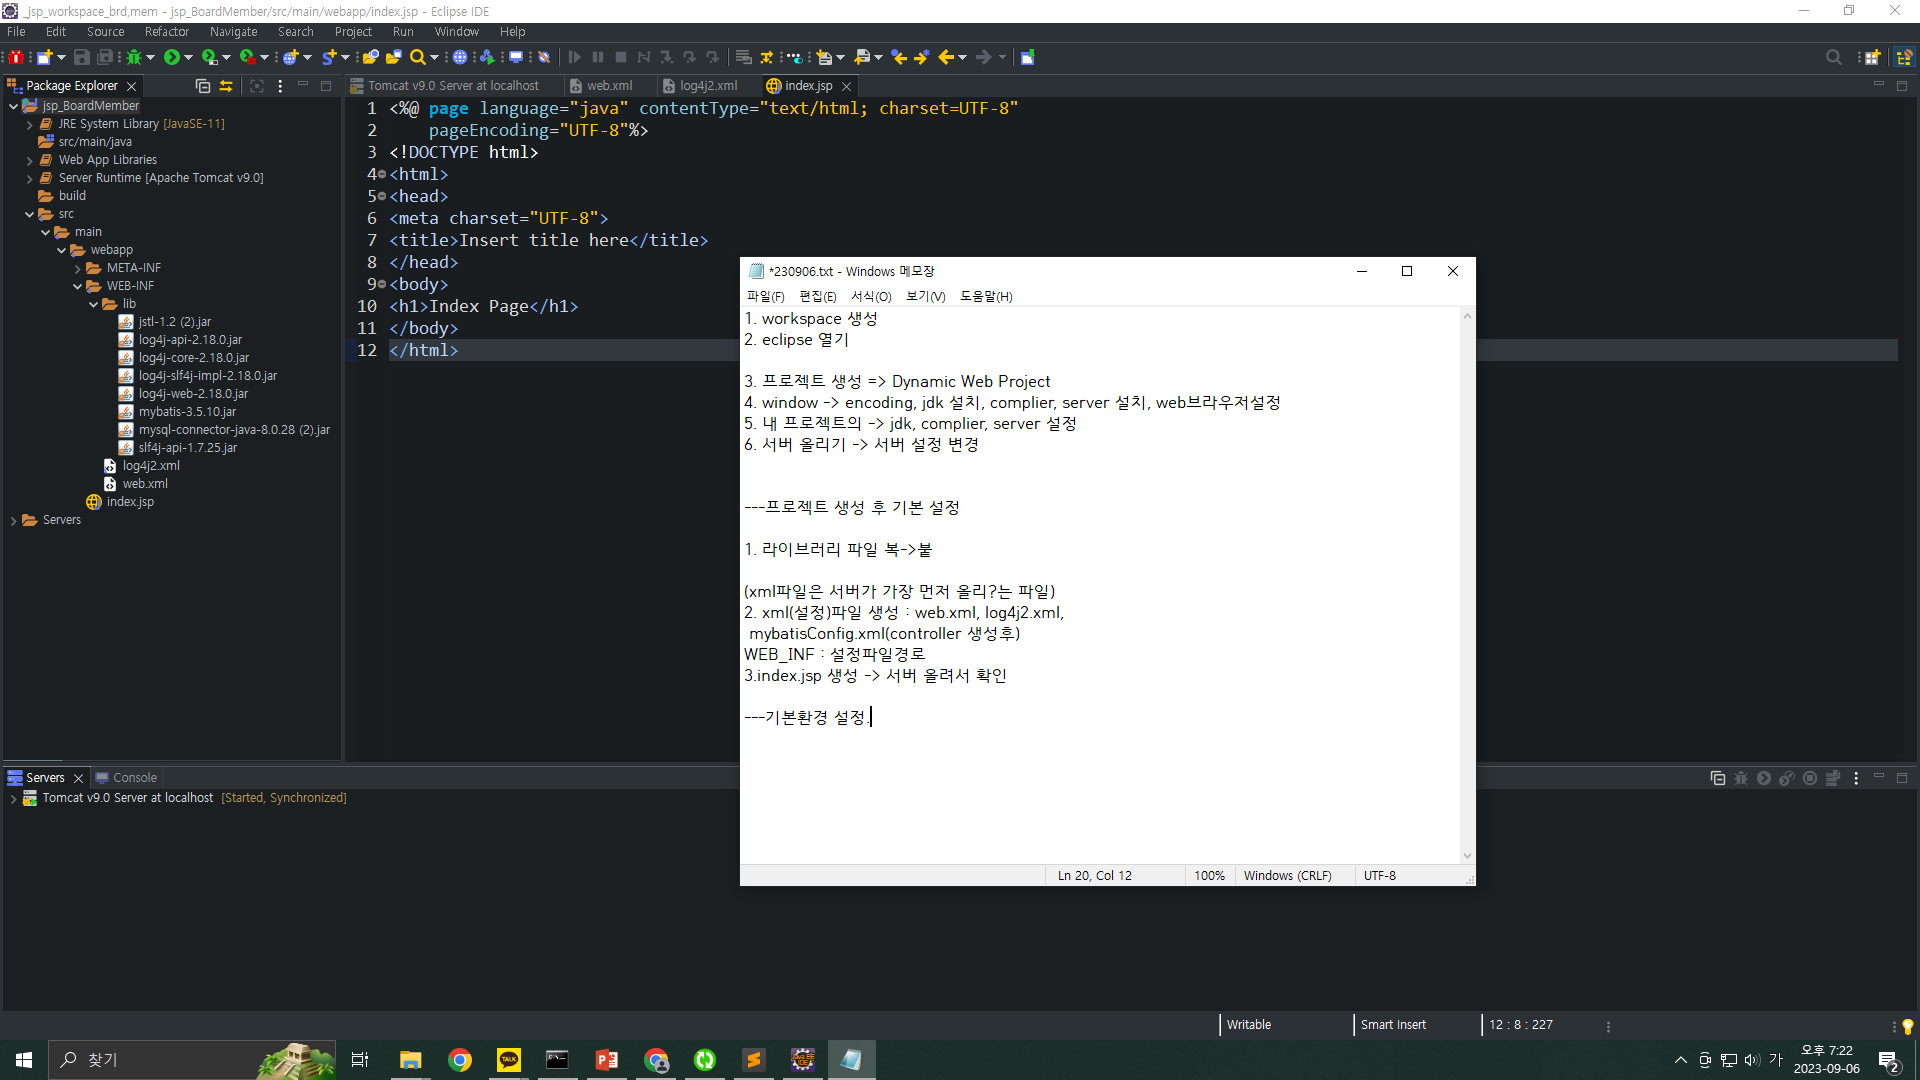 _jsp_workspace_brd,mem - jsp_BoardMember/src/main/webapp/index.jsp - Eclipse IDE
File Edit Source Refactor Navigate Search Project Run Window Help
Package Explorer
jsp_BoardMember
JRE System Library [JavaSE-11]
src/main/java
Web App Libraries
Server Runtime [Apache Tomcat v9.0]
build
src
main
webapp
META-INF
WEB-INF
lib
jstl-1.2 (2).jar
log4j-api-2.18.0.jar
log4j-core-2.18.0.jar
log4j-slf4j-impl-2.18.0.jar
log4j-web-2.18.0.jar
mybatis-3.5.10.jar
mysql-connector-java-8.0.28 (2).jar
slf4j-api-1.7.25.jar
log4j2.xml
web.xml
index.jsp
Servers
Tomcat v9.0 Server at localhost web.xml log4j2.xml index.jsp
1 <%@ page language="java" contentType="text/html; charset=UTF-8"
2 pageEncoding="UTF-8"%>
3 <!DOCTYPE html>
4 <html>
5 <head>
6 <meta charset="UTF-8">
7 <title>Insert title here</title>
8 </head>
9 <body>
10 <h1>Index Page</h1>
11 </body>
12 </html>
*230906.txt - Windows 메모장
파일(F) 편집(E) 서식(O) 보기(V) 도움말(H)
1. workspace 생성
2. eclipse 열기
3. 프로젝트 생성 => Dynamic Web Project
4. window -> encoding, jdk 설치, complier, server 설치, web브라우저설정
5. 내 프로젝트의 -> jdk, complier, server 설정
6. 서버 올리기 -> 서버 설정 변경
---프로젝트 생성 후 기본 설정
1. 라이브러리 파일 복->붙
(xml파일은 서버가 가장 먼저 올리?는 파일)
2. xml(설정)파일 생성 : web.xml, log4j2.xml,
mybatisConfig.xml(controller 생성후)
WEB_INF : 설정파일경로
3.index.jsp 생성 -> 서버 올려서 확인
---기본환경 설정.
Ln 20, Col 12 100% Windows (CRLF) UTF-8
Servers Console
Tomcat v9.0 Server at localhost [Started, Synchronized]
Writable Smart Insert 12 : 8 : 227
찾기
TALK
가
오후 7:22
2023-09-06
2